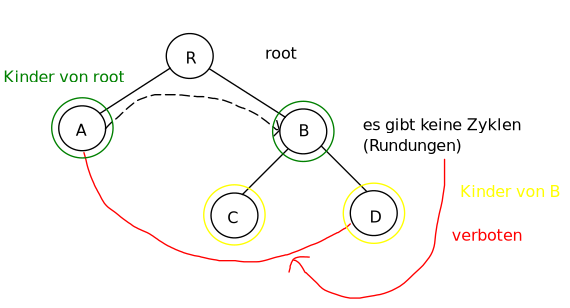 R
root
Kinder von root
A
B
es gibt keine Zyklen
(Rundungen)
Kinder von B
C
D
verboten